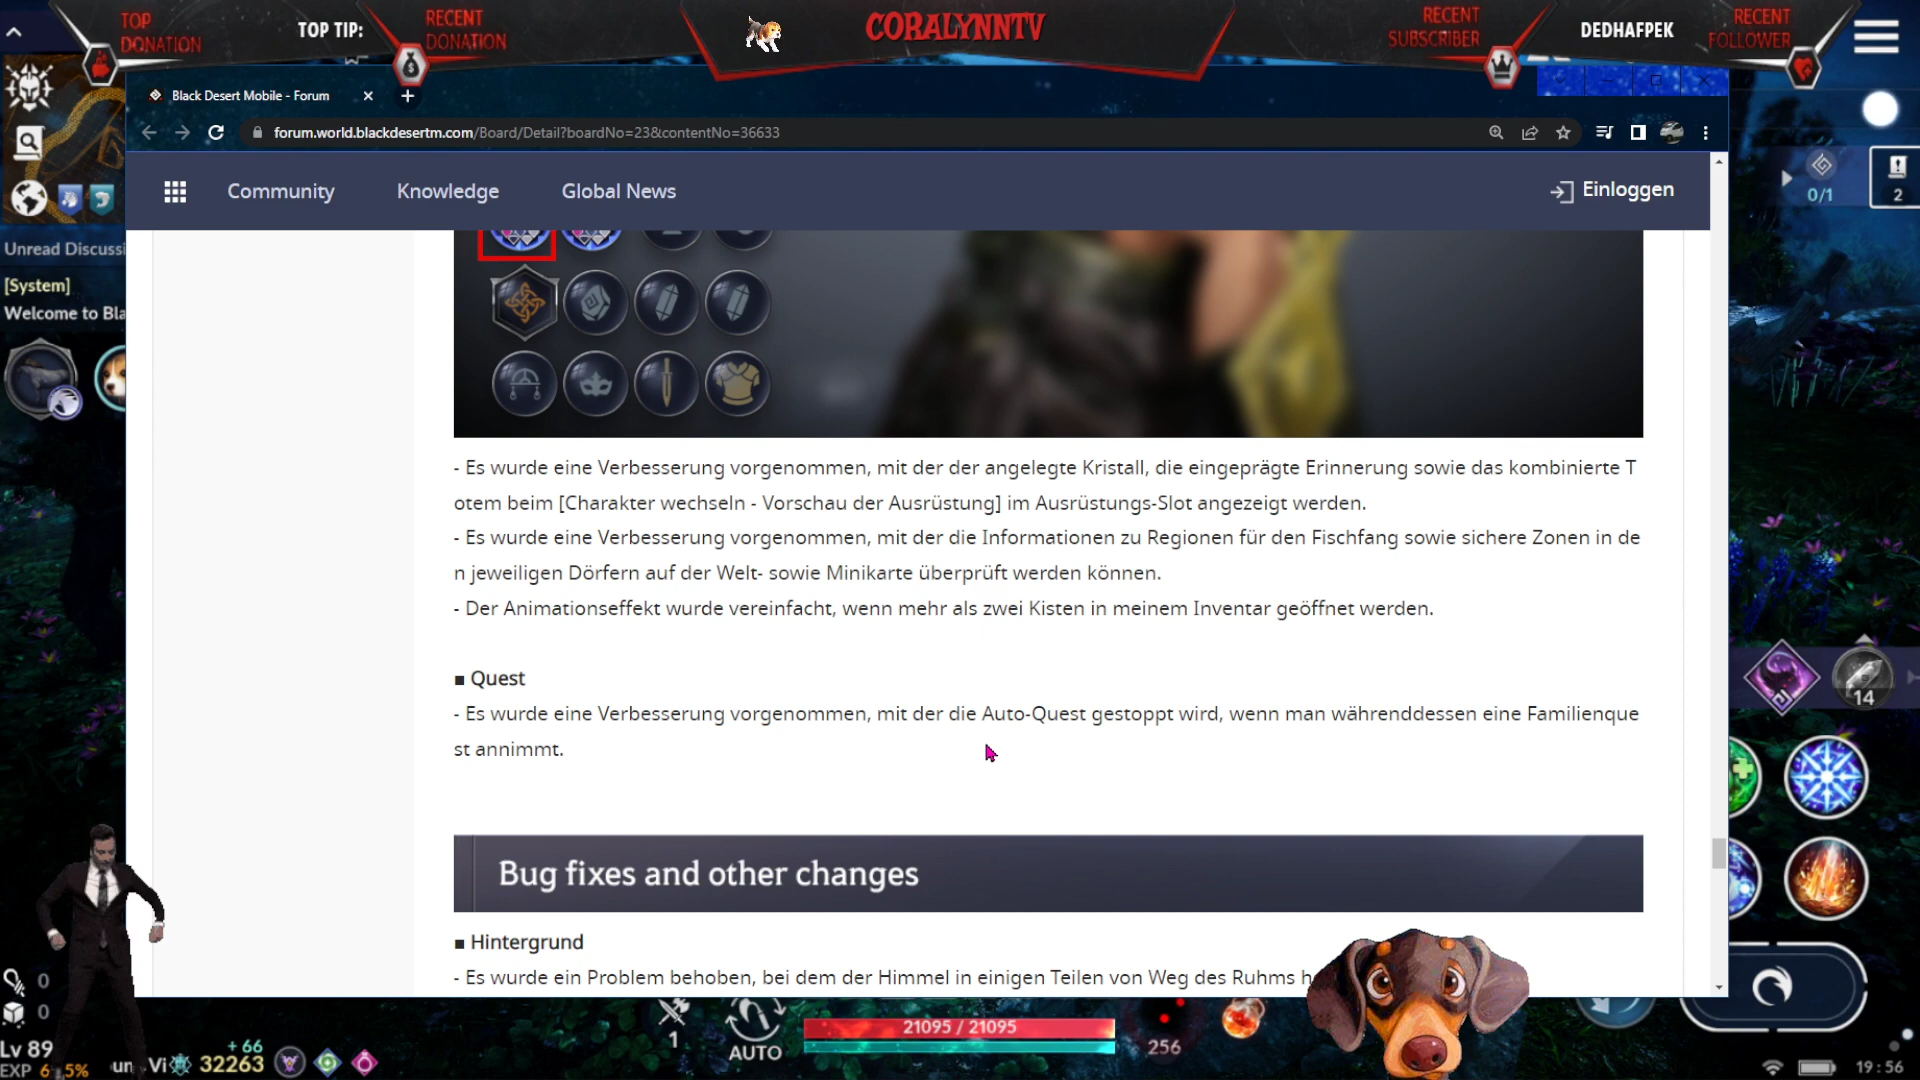 TOP
DONATION
TOP TIP:
RECENT
DONATION
CORALYNNTV
RECENT
SUBSCRIBER
DEDHAFPEK
RECENT
FOLLOWER
Black Desert Mobile - Forum
forum.world.blackdesertm.com/Board/Detail?boardNo=23&contentNo=36633
Community
Knowledge
Global News
Einloggen
0/1
2
Unread Discussi
[System]
Welcome to Bla
- Es wurde eine Verbesserung vorgenommen, mit der der angelegte Kristall, die eingeprägte Erinnerung sowie das kombinierte T
otem beim [Charakter wechseln - Vorschau der Ausrüstung] im Ausrüstungs-Slot angezeigt werden.
- Es wurde eine Verbesserung vorgenommen, mit der die Informationen zu Regionen für den Fischfang sowie sichere Zonen in de
n jeweiligen Dörfern auf der Welt- sowie Minikarte überprüft werden können.
- Der Animationseffekt wurde vereinfacht, wenn mehr als zwei Kisten in meinem Inventar geöffnet werden.
■ Quest
- Es wurde eine Verbesserung vorgenommen, mit der die Auto-Quest gestoppt wird, wenn man währenddessen eine Familienque
st annimmt.
14
Bug fixes and other changes
■ Hintergrund
- Es wurde ein Problem behoben, bei dem der Himmel in einigen Teilen von Weg des Ruhms
0
0
Lv 89
+ 66
32263
1
AUTO
21095 / 21095
256
19:56